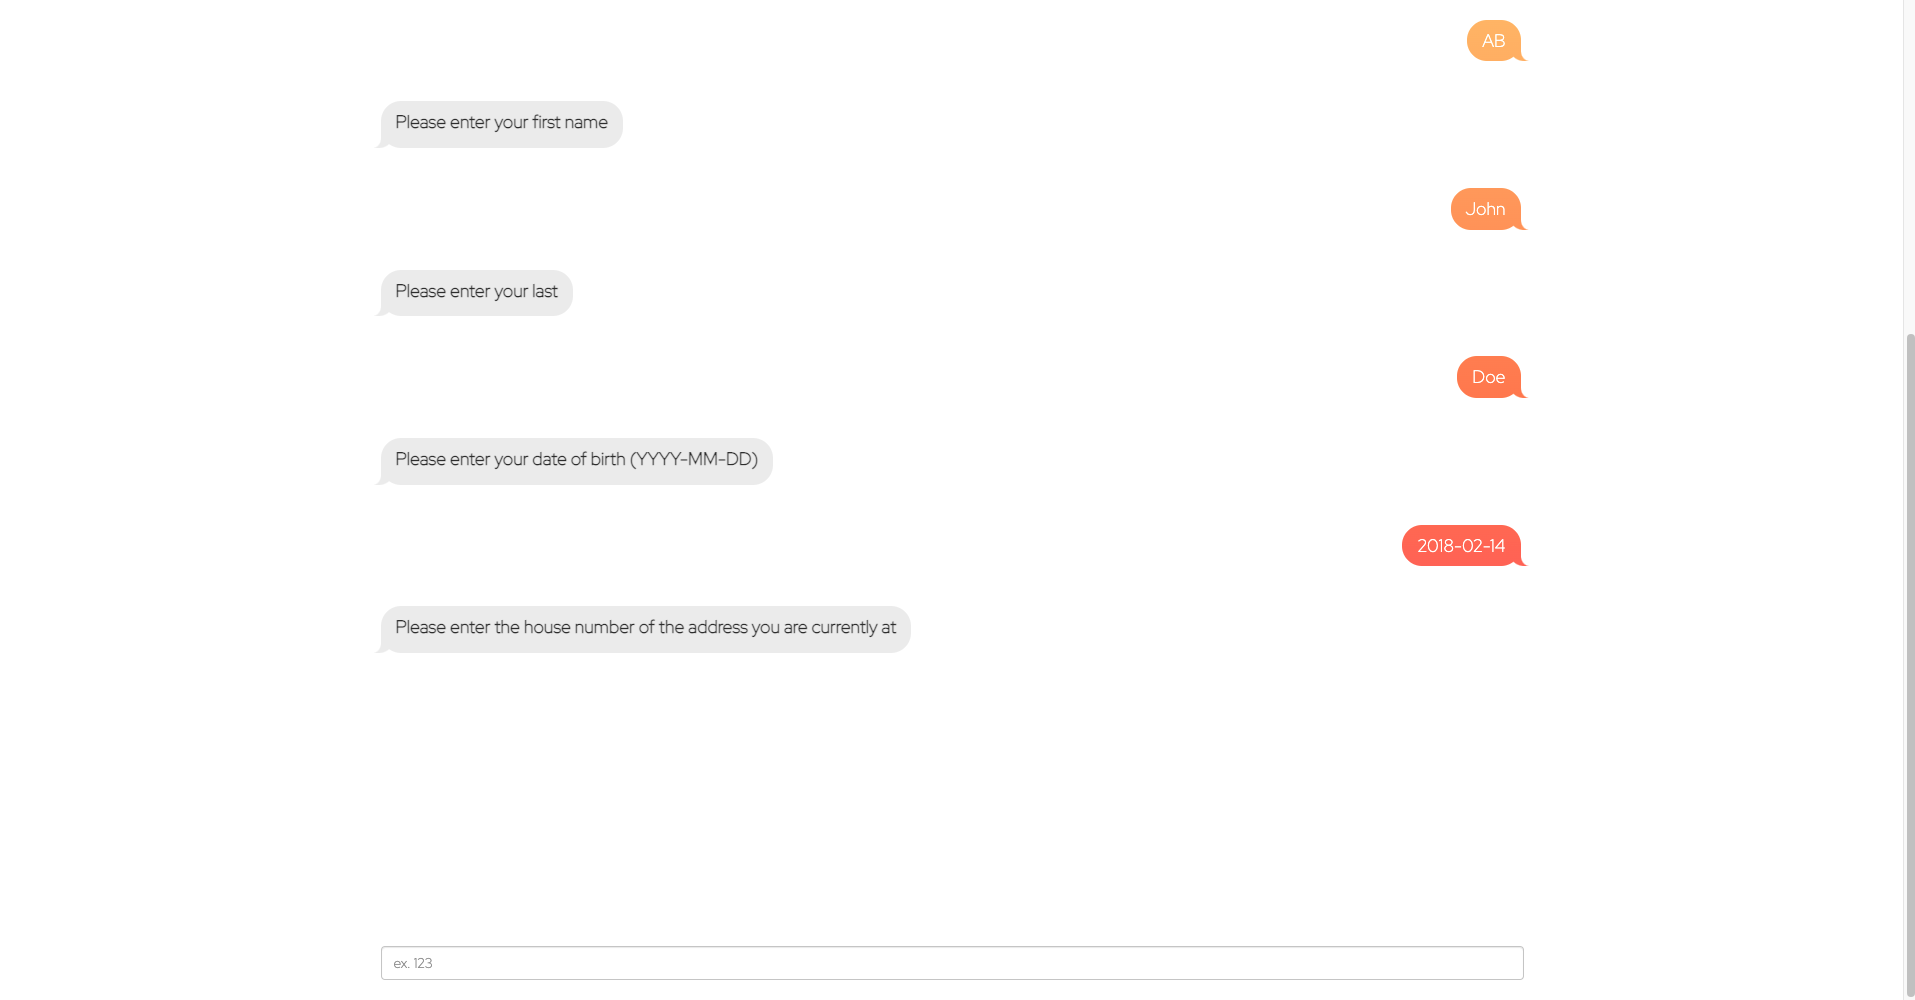 AB
Please enter your first name
John
Please enter your last
Doe
Please enter your date of birth (YYYY-MM-DD)
2018-02-14
Please enter the house number of the address you are currently at
ex. 123